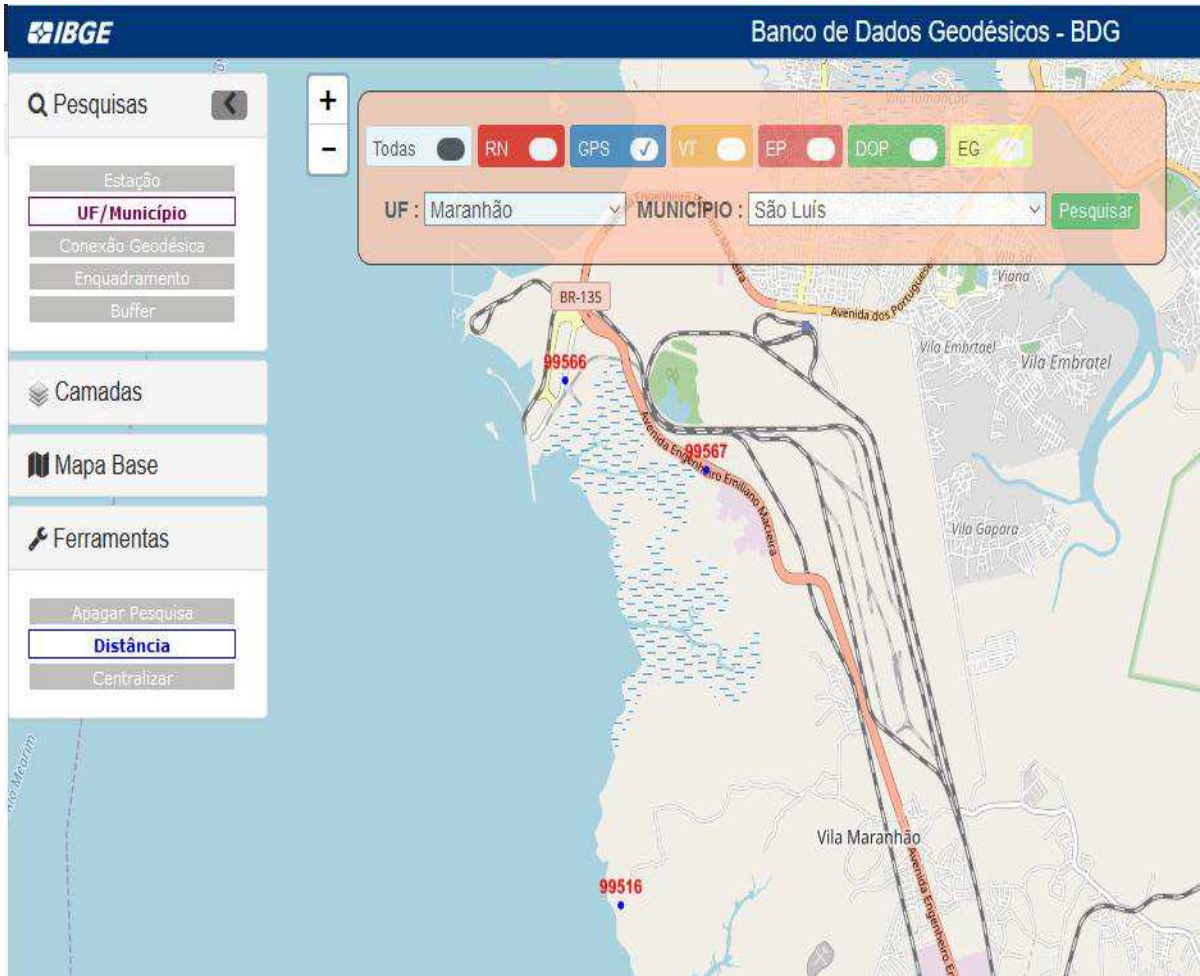 IBGE
Banco de Dados Geodésicos - BDG
Pesquisas
Estação
UF/Município
Conexão Geodésica
Enquadramento
Buffer
Camadas
Mapa Base
Ferramentas
Apagar Pesquisa
Distância
Centralizar
+
-
Todas RN GPS VT EP DOP EG
UF : Maranhão MUNICÍPIO : São Luís Pesquisar
BR-135
Avenida dos Portugueses
Viana
Vila Embratel
Vila Embratel
99566
99567
Avenida Engenheiro Emiliano Macieira
Vila Gapara
Vila Maranhão
99516
Avenida Engenheiro